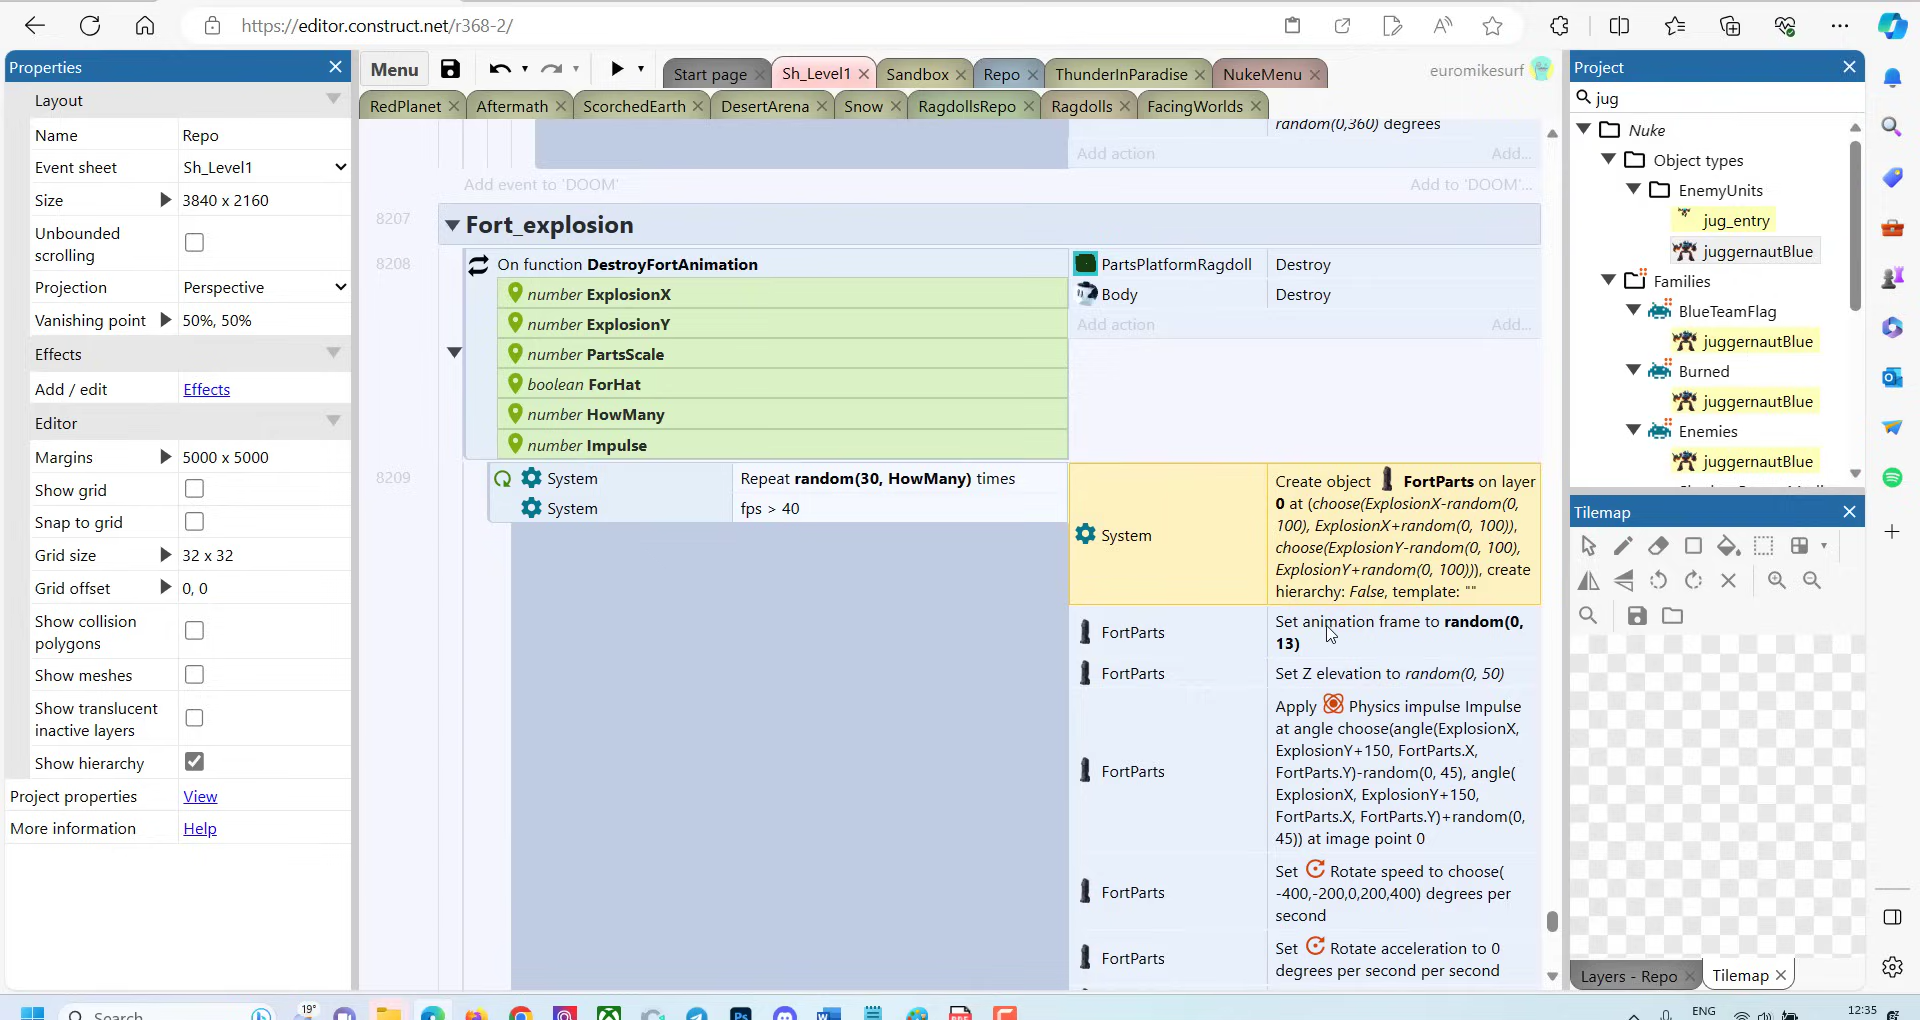 https://editor.construct.net/r368-2/
Properties
Layout
Name Repo
Event sheet Sh_Level1
Size 3840 x 2160
Unbounded
scrolling
Projection Perspective
Vanishing point 50%, 50%
Effects
Add / edit Effects
Editor
Margins 5000 x 5000
Show grid
Snap to grid
Grid size 32 x 32
Grid offset 0, 0
Show collision
polygons
Show meshes
Show translucent
inactive layers
Show hierarchy
Project properties View
More information Help
Menu
Start page Sh_Level1 Sandbox Repo ThunderInParadise NukeMenu
euromikesurf
RedPlanet Aftermath ScorchedEarth DesertArena Snow RagdollsRepo Ragdolls FacingWorlds
random(0,360) degrees
Add action Add...
Add event to 'DOOM' Add to 'DOOM'...
8207 Fort_explosion
8208 On function DestroyFortAnimation
number ExplosionX
number ExplosionY
number PartsScale
boolean ForHat
number HowMany
number Impulse
PartsPlatformRagdoll Destroy
Body Destroy
Add action Add...
8209 System Repeat random(30, HowMany) times
System fps > 40
System
Create object FortParts on layer
0 at (choose(ExplosionX-random(0,
100), ExplosionX+random(0, 100)),
choose(ExplosionY-random(0, 100),
ExplosionY+random(0, 100))), create
hierarchy: False, template: ""
FortParts Set animation frame to random(0,
13)
FortParts Set Z elevation to random(0, 50)
FortParts
Apply Physics impulse Impulse
at angle choose(angle(ExplosionX,
ExplosionY+150, FortParts.X,
FortParts.Y)-random(0, 45), angle(
ExplosionX, ExplosionY+150,
FortParts.X, FortParts.Y)+random(0,
45)) at image point 0
FortParts
Set Rotate speed to choose(
-400,-200,0,200,400) degrees per
second
FortParts
Set Rotate acceleration to 0
degrees per second per second
Project
jug
Nuke
Object types
EnemyUnits
jug_entry
juggernautBlue
Families
BlueTeamFlag
juggernautBlue
Burned
juggernautBlue
Enemies
juggernautBlue
Tilemap
Layers - Repo Tilemap
Search
19°
ENG
12:35